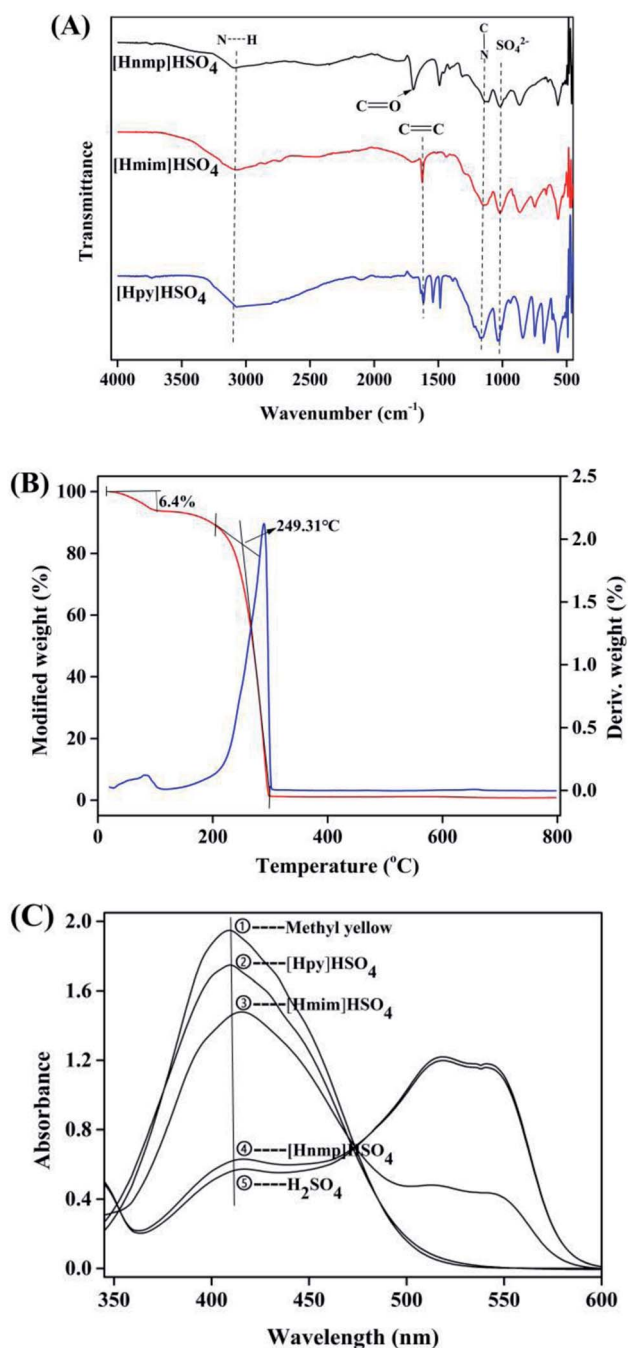 (A)
N----H
C
|
N
SO₄²⁻
[Hnmp]HSO₄
C═O
C═C
[Hmim]HSO₄
[Hpy]HSO₄
Transmittance
4000 3000 2000 1500 1000 500
Wavenumber (cm⁻¹)
(B)
100
80
60
40
20
0
6.4%
249.31°C
2.5
2.0
1.5
1.0
0.5
0.0
Modified weight (%)
Deriv. weight (%)
0 200 400 600 800
Temperature (°C)
(C)
2.0
1.6
1.2
0.8
0.4
0.0
①-----Methyl yellow
②-----[Hpy]HSO₄
③-----[Hmim]HSO₄
④-----[Hnmp]HSO₄
⑤-----H₂SO₄
Absorbance
350 400 450 500 550 600
Wavelength (nm)